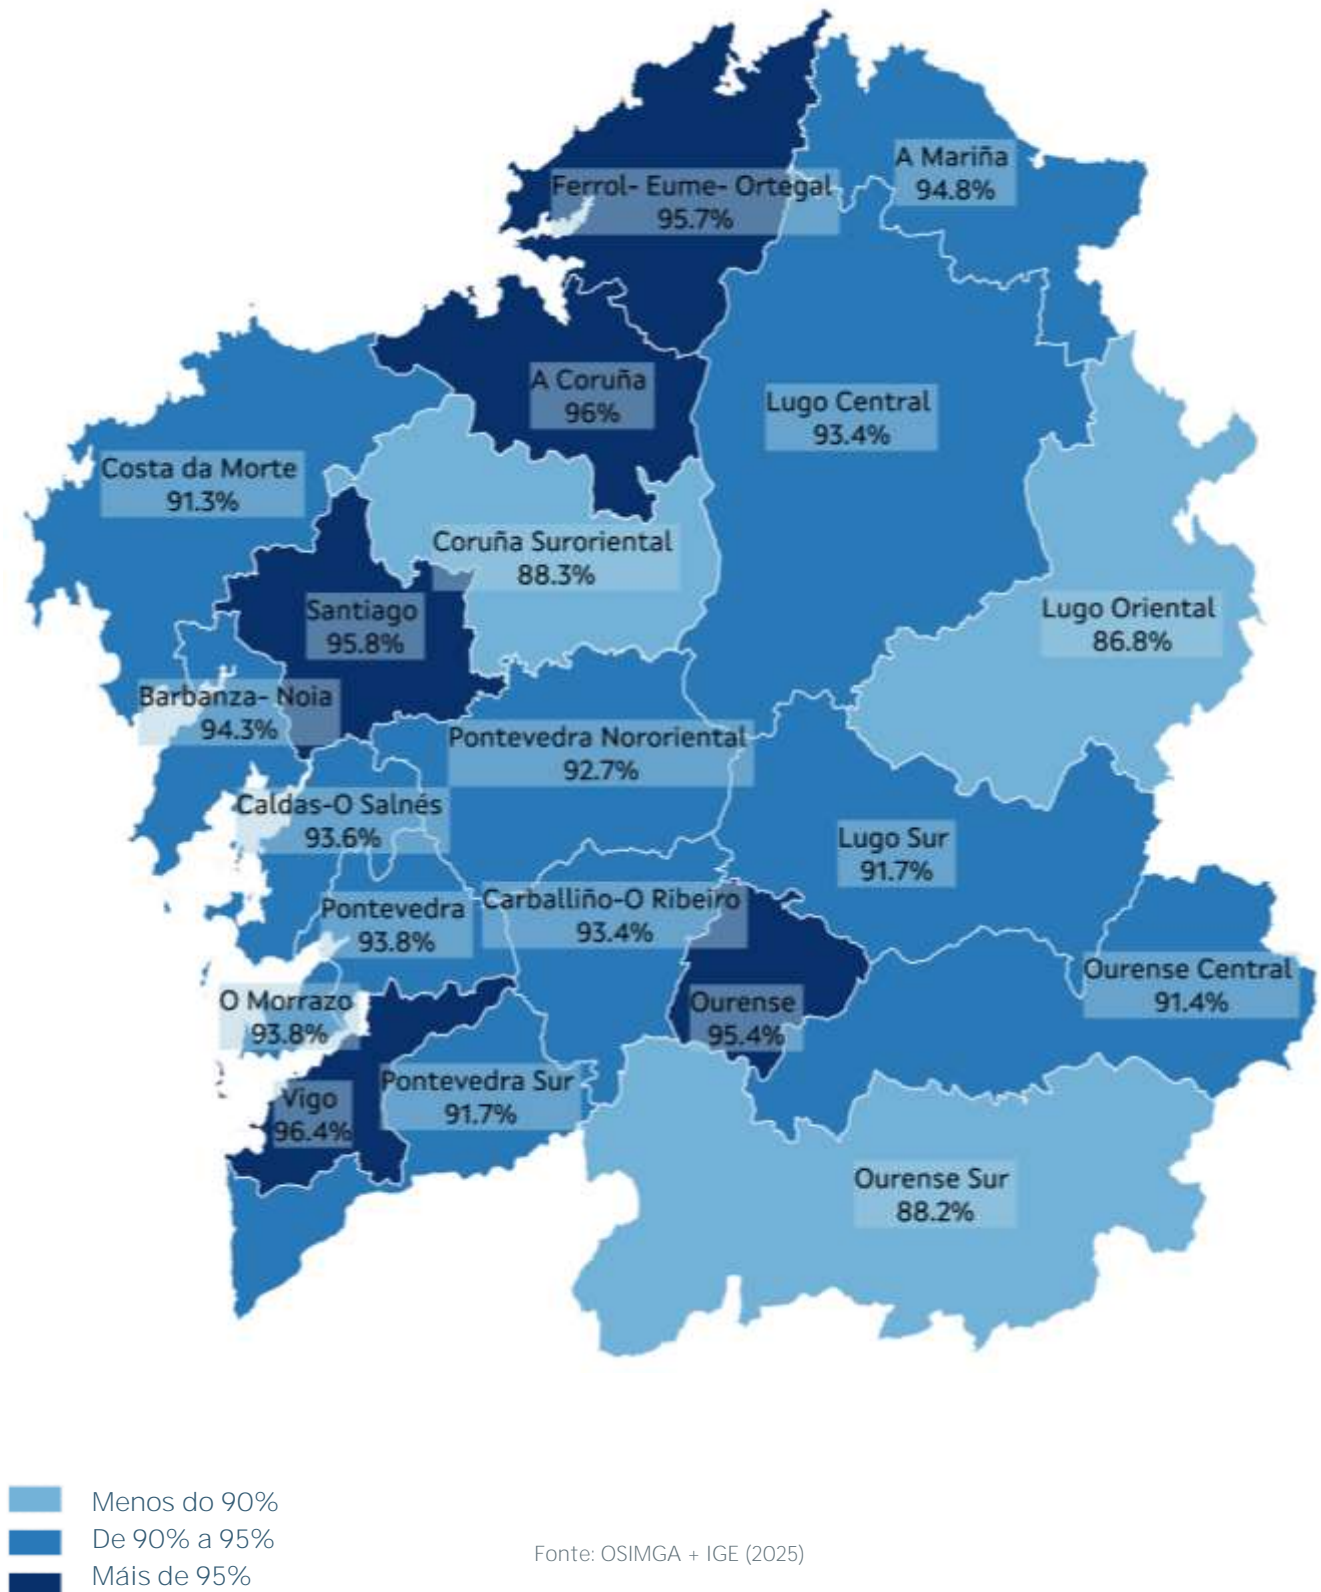 A Mariña
94.8%
Ferrol- Eume- Ortegal
95.7%
A Coruña
96%
Lugo Central
93.4%
Costa da Morte
91.3%
Coruña Suroriental
88.3%
Santiago
95.8%
Lugo Oriental
86.8%
Barbanza- Noia
94.3%
Pontevedra Nororiental
92.7%
Caldas-O Salnés
93.6%
Lugo Sur
91.7%
Pontevedra
93.8%
Carballiño-O Ribeiro
93.4%
Ourense Central
91.4%
O Morrazo
93.8%
Ourense
95.4%
Pontevedra Sur
91.7%
Vigo
96.4%
Ourense Sur
88.2%
Menos do 90%
De 90% a 95%
Máis de 95%
Fonte: OSIMGA + IGE (2025)